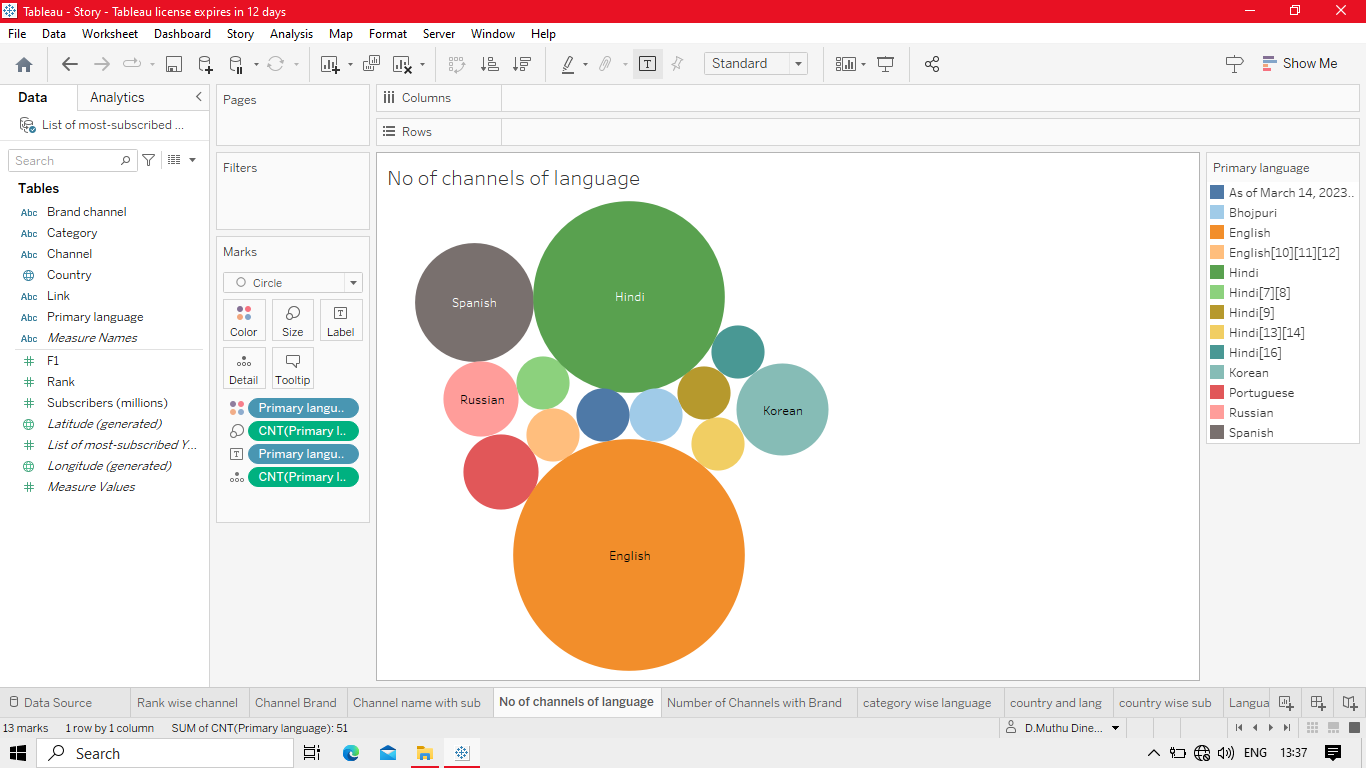 Tableau - Story - Tableau license expires in 12 days
File Data Worksheet Dashboard Story Analysis Map Format Server Window Help
Standard
Show Me
Data Analytics
List of most-subscribed ...
Search
Tables
Abc Brand channel
Abc Category
Abc Channel
Country
Abc Link
Abc Primary language
Abc Measure Names
F1
Rank
Subscribers (millions)
Latitude (generated)
List of most-subscribed Y...
Longitude (generated)
Measure Values
Pages
Filters
Marks
Circle
Color Size Label
Detail Tooltip
Primary langu..
CNT(Primary l..
Primary langu..
CNT(Primary l..
Columns
Rows
No of channels of language
Hindi
Spanish
Russian
Korean
English
Primary language
As of March 14, 2023..
Bhojpuri
English
English[10][11][12]
Hindi
Hindi[7][8]
Hindi[9]
Hindi[13][14]
Hindi[16]
Korean
Portuguese
Russian
Spanish
Data Source Rank wise channel Channel Brand Channel name with sub No of channels of language Number of Channels with Brand category wise language country and lang country wise sub Langua
13 marks 1 row by 1 column SUM of CNT(Primary language): 51 D.Muthu Dine...
Search ENG 13:37